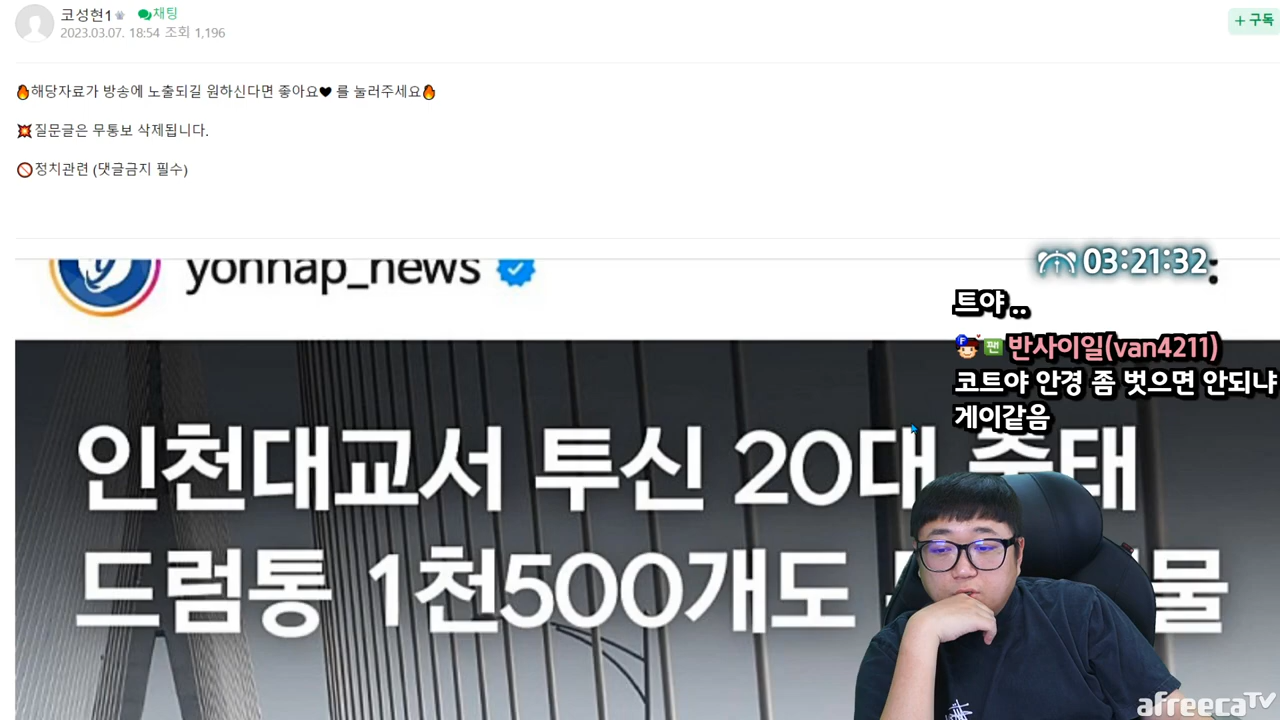 코성현1 채팅
2023.03.07. 18:54 조회 1,196
+ 구독
🔥해당자료가 방송에 노출되길 원하신다면 좋아요🖤 를 눌러주세요🔥
💥질문글은 무통보 삭제됩니다.
🚫정치관련 (댓글금지 필수)
yonhap_news
03:21:32
트야 ..
F 팬 반사이일(van4211)
코트야 안경 좀 벗으면 안되냐
게이같음
인천대교서 투신 20대
드럼통 1천500개도
afreecaTV